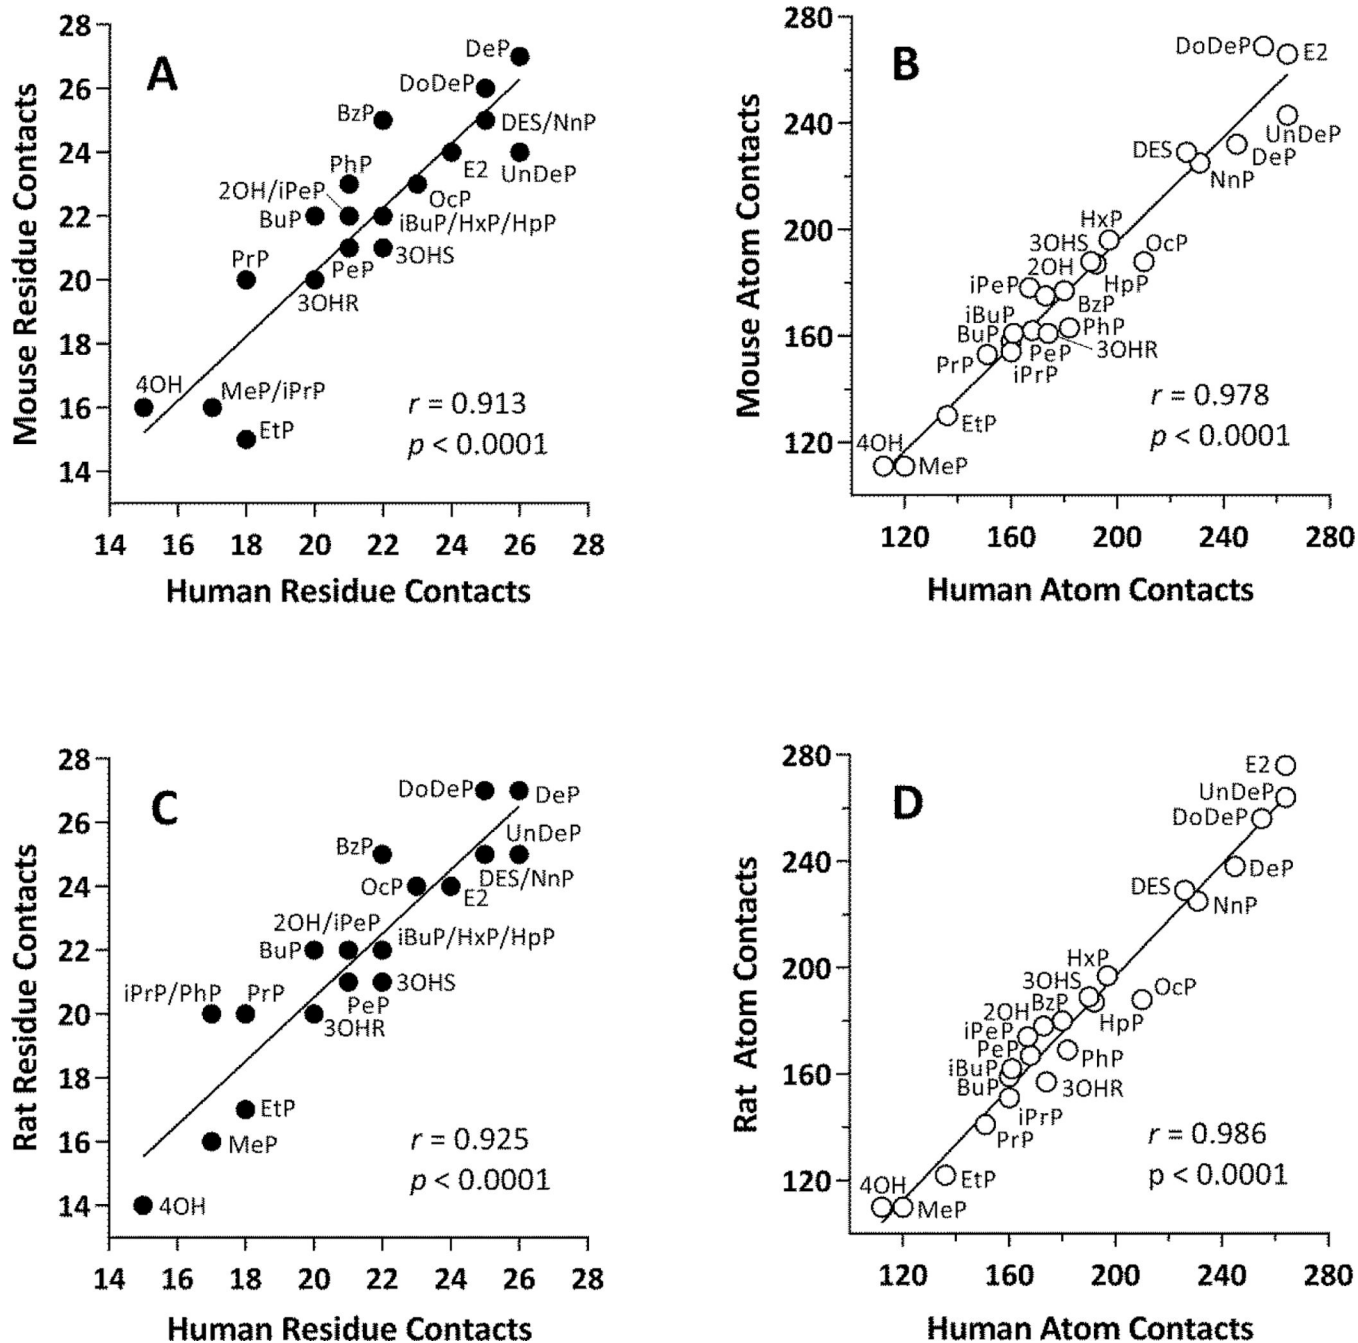 A
28
26
24
22
20
18
16
14
Mouse Residue Contacts
DeP
DoDeP
BzP
DES/NnP
PhP
E2
UnDeP
2OH/iPeP
OcP
BuP
iBuP/HxP/HpP
PrP
PeP
3OHS
3OHR
4OH
MeP/iPrP
EtP
r = 0.913
p < 0.0001
14 16 18 20 22 24 26 28
Human Residue Contacts
B
280
240
200
160
120
Mouse Atom Contacts
DoDeP
E2
UnDeP
DES
DeP
NnP
HxP
3OHS
OcP
2OH
HpP
iPeP
BzP
iBuP
PhP
BuP
3OHR
PrP
PeP
iPrP
EtP
4OH
MeP
r = 0.978
p < 0.0001
120 160 200 240 280
Human Atom Contacts
C
28
26
24
22
20
18
16
14
Rat Residue Contacts
DoDeP
DeP
UnDeP
BzP
DES/NnP
OcP
E2
2OH/iPeP
BuP
iBuP/HxP/HpP
iPrP/PhP
PrP
PeP
3OHS
3OHR
EtP
MeP
4OH
r = 0.925
p < 0.0001
14 16 18 20 22 24 26 28
Human Residue Contacts
D
280
240
200
160
120
Rat Atom Contacts
E2
UnDeP
DoDeP
DeP
DES
NnP
HxP
3OHS
OcP
BzP
2OH
HpP
iPeP
PeP
PhP
iBuP
BuP
3OHR
iPrP
PrP
EtP
4OH
MeP
r = 0.986
p < 0.0001
120 160 200 240 280
Human Atom Contacts